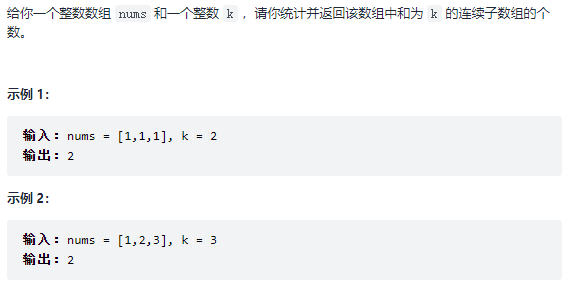 给你一个整数数组 nums 和一个整数 k ，请你统计并返回该数组中和为 k 的连续子数组的个
数。
示例 1：
输入：nums = [1,1,1], k = 2
输出：2
示例 2：
输入：nums = [1,2,3], k = 3
输出：2